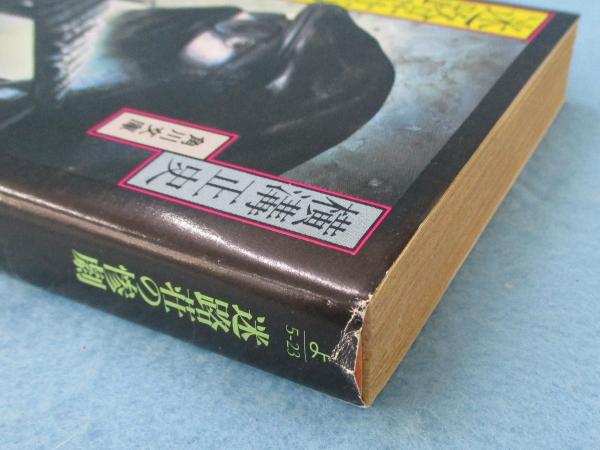 横溝正史
角川文庫
迷路荘の惨劇
よ
5-23